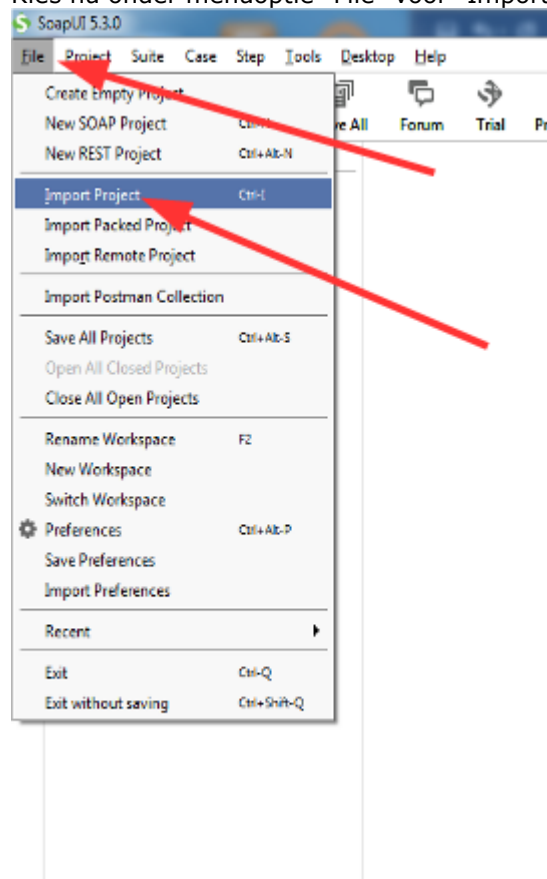 SoapUI 5.3.0
File Project Suite Case Step Tools Desktop Help
Create Empty Project
New SOAP Project
All Forum Trial
New REST Project Ctrl+Alt-N
Import Project Ctrl-I
Import Packed Project
Import Remote Project
Import Postman Collection
Save All Projects Ctrl+Alt-S
Open All Closed Projects
Close All Open Projects
Rename Workspace F2
New Workspace
Switch Workspace
Preferences Ctrl+Alt-P
Save Preferences
Import Preferences
Recent
Exit Ctrl-Q
Exit without saving Ctrl+Shift-Q